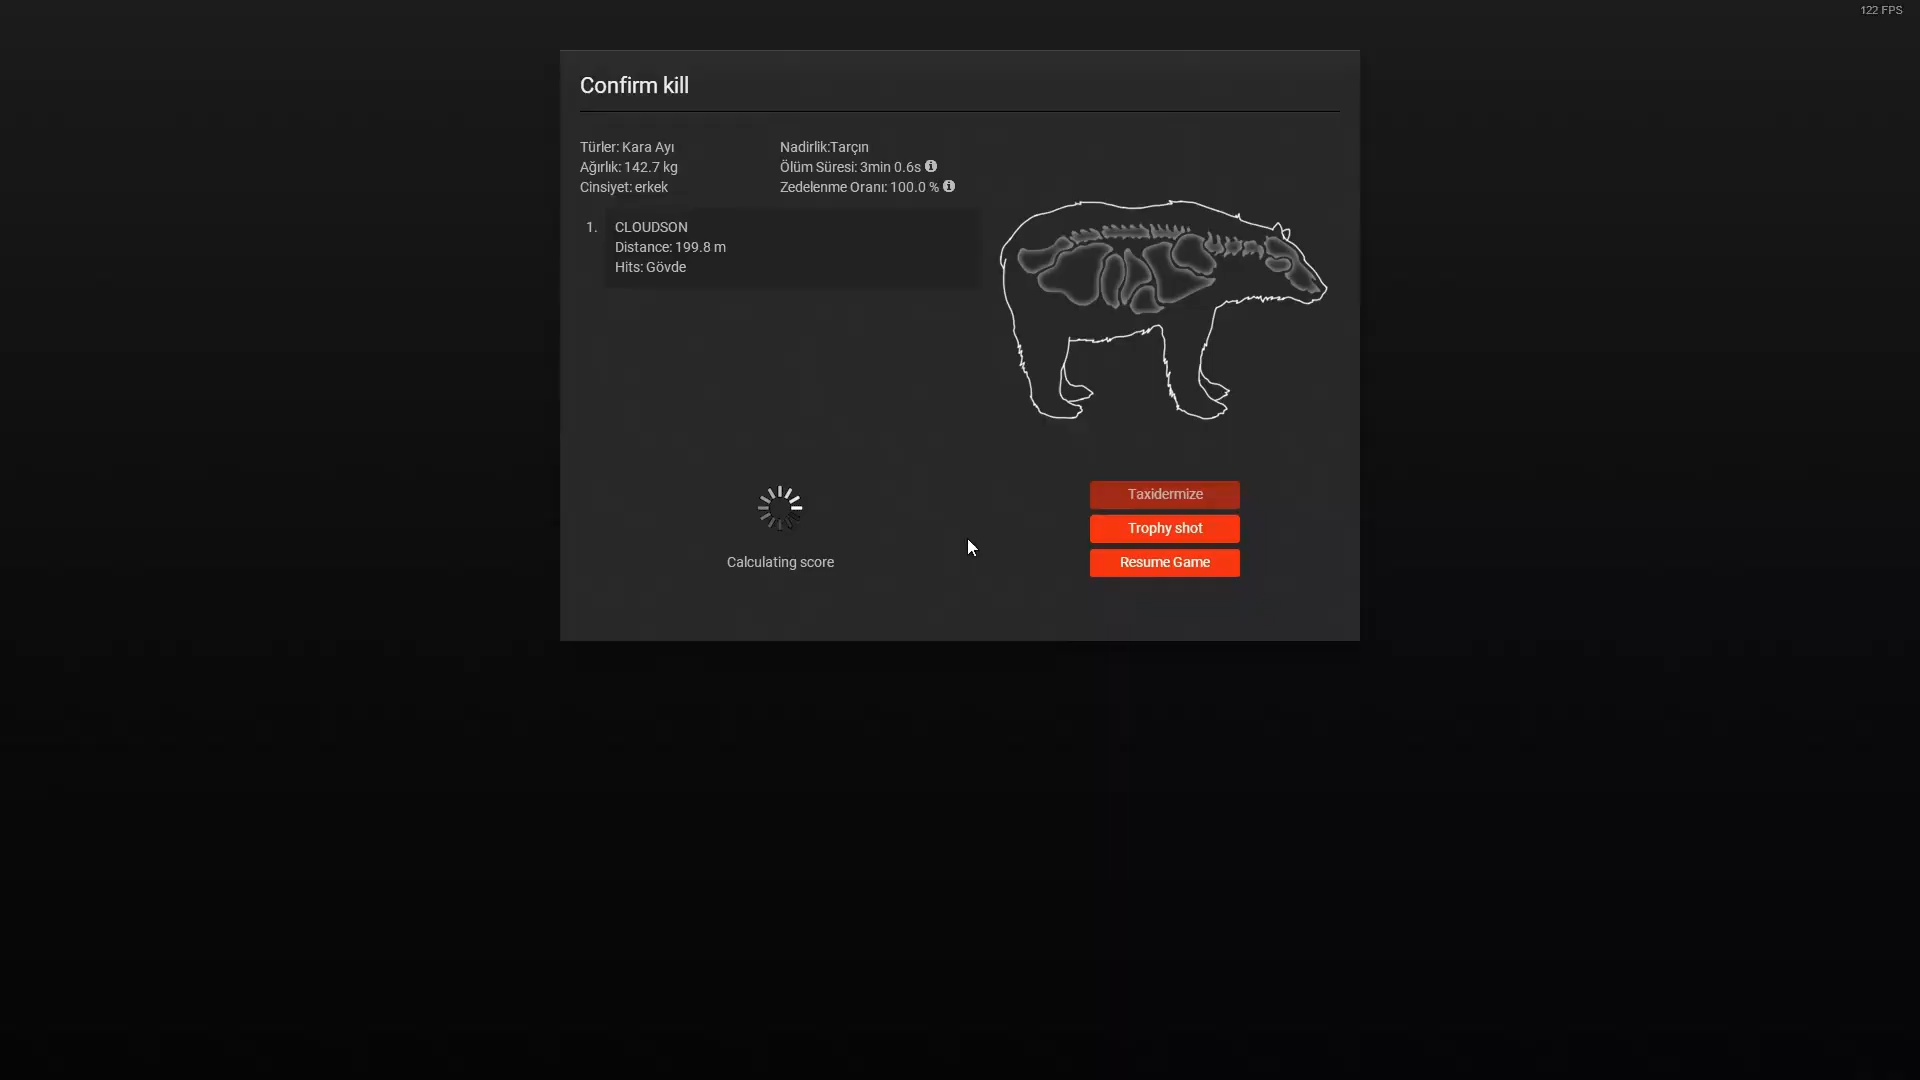 122 FPS
Confirm kill
Türler: Kara Ayı
Ağırlık: 142.7 kg
Cinsiyet: erkek
Nadirlik:Tarçın
Ölüm Süresi: 3min 0.6s
Zedelenme Oranı: 100.0 %
1. CLOUDSON
Distance: 199.8 m
Hits: Gövde
Calculating score
Taxidermize
Trophy shot
Resume Game